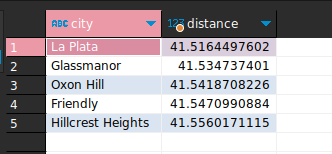 ABC city 123 distance
1 La Plata 41.5164497602
2 Glassmanor 41.534737401
3 Oxon Hill 41.5418708226
4 Friendly 41.5470990884
5 Hillcrest Heights 41.5560171115